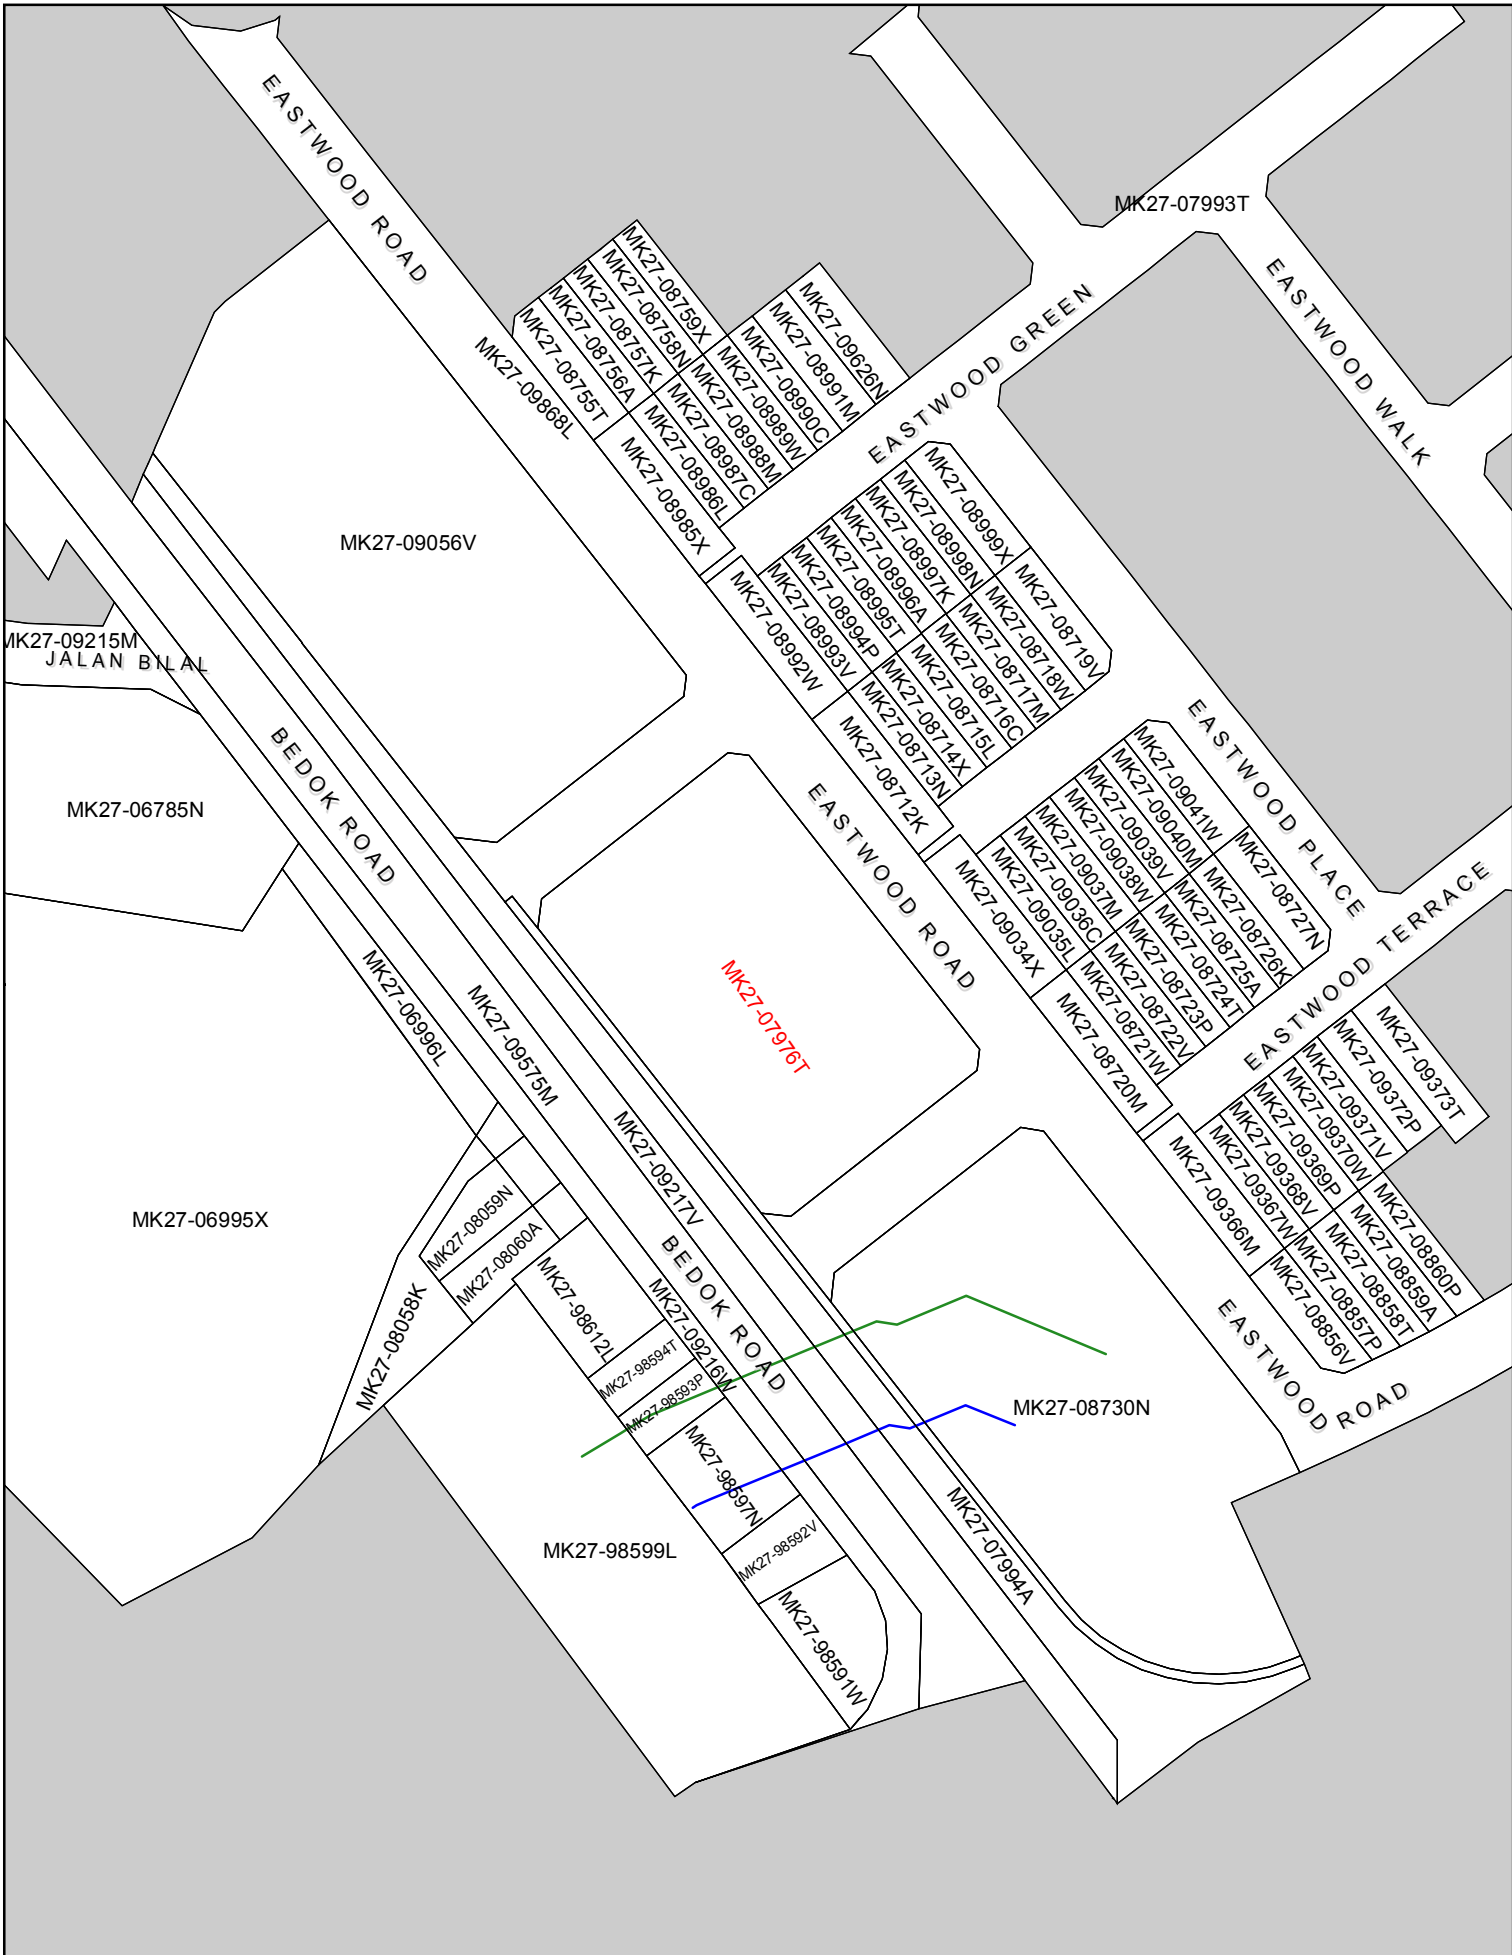 EASTWOOD ROAD
MK27-07993T
EASTWOOD WALK
EASTWOOD GREEN
MK27-08759X
MK27-08758N
MK27-08757K
MK27-08756A
MK27-08755T
MK27-09868L
MK27-09626N
MK27-08991M
MK27-08990C
MK27-08989W
MK27-08988M
MK27-08987C
MK27-08986L
MK27-08985X
MK27-09056V
MK27-08999X
MK27-08998N
MK27-08997K
MK27-08996A
MK27-08995T
MK27-08994P
MK27-08993V
MK27-08992W
MK27-08719V
MK27-08718W
MK27-08717M
MK27-08716C
MK27-08715L
MK27-08714X
MK27-08713N
MK27-08712K
MK27-09215M
JALAN BILAL
BEDOK ROAD
MK27-06785N
EASTWOOD ROAD
EASTWOOD PLACE
MK27-09041W
MK27-09040M
MK27-09039V
MK27-09038W
MK27-09037M
MK27-09036C
MK27-09035L
MK27-09034X
MK27-08727N
MK27-08726K
MK27-08725A
MK27-08724T
MK27-08723P
MK27-08722V
MK27-08721W
MK27-08720M
EASTWOOD TERRACE
MK27-06996L
MK27-09575M
MK27-07976T
MK27-09373T
MK27-09372P
MK27-09371V
MK27-09370W
MK27-09369P
MK27-09368V
MK27-09367W
MK27-09366M
MK27-08860P
MK27-08859A
MK27-08858T
MK27-08857P
MK27-08856V
MK27-09217V
MK27-06995X
MK27-08059N
MK27-08060A
MK27-08058K
BEDOK ROAD
MK27-98612L
MK27-09216W
MK27-98594T
MK27-98593P
MK27-08730N
EASTWOOD ROAD
MK27-98597N
MK27-98592V
MK27-98599L
MK27-07994A
MK27-98591W